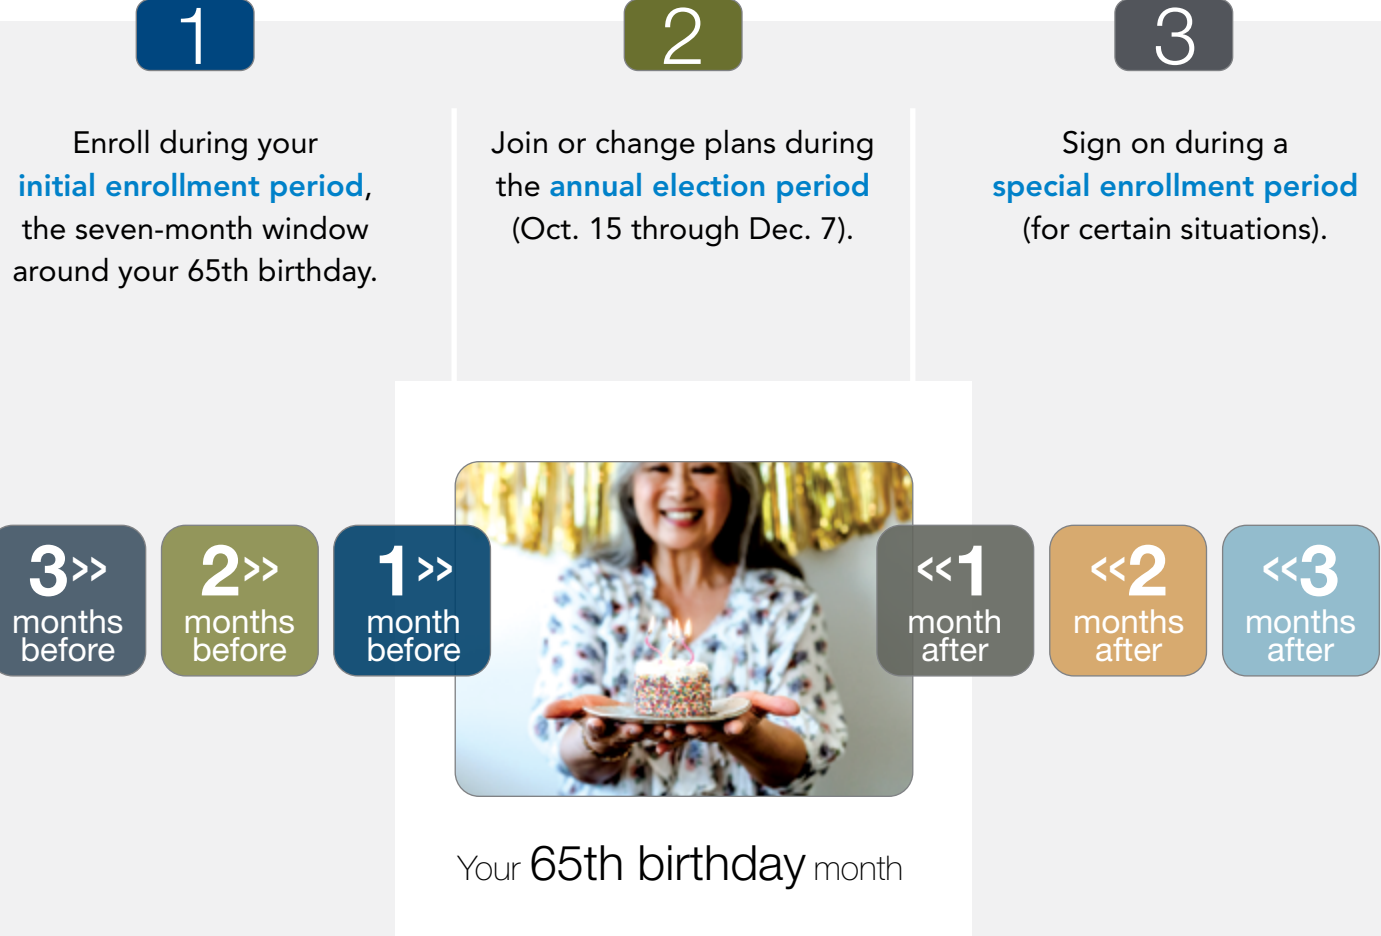 1
Enroll during your
initial enrollment period,
the seven-month window
around your 65th birthday.
2
Join or change plans during
the annual election period
(Oct. 15 through Dec. 7).
3
Sign on during a
special enrollment period
(for certain situations).
3>>
months
before
2>>
months
before
1>>
month
before
<<1
month
after
<<2
months
after
<<3
months
after
Your 65th birthday month